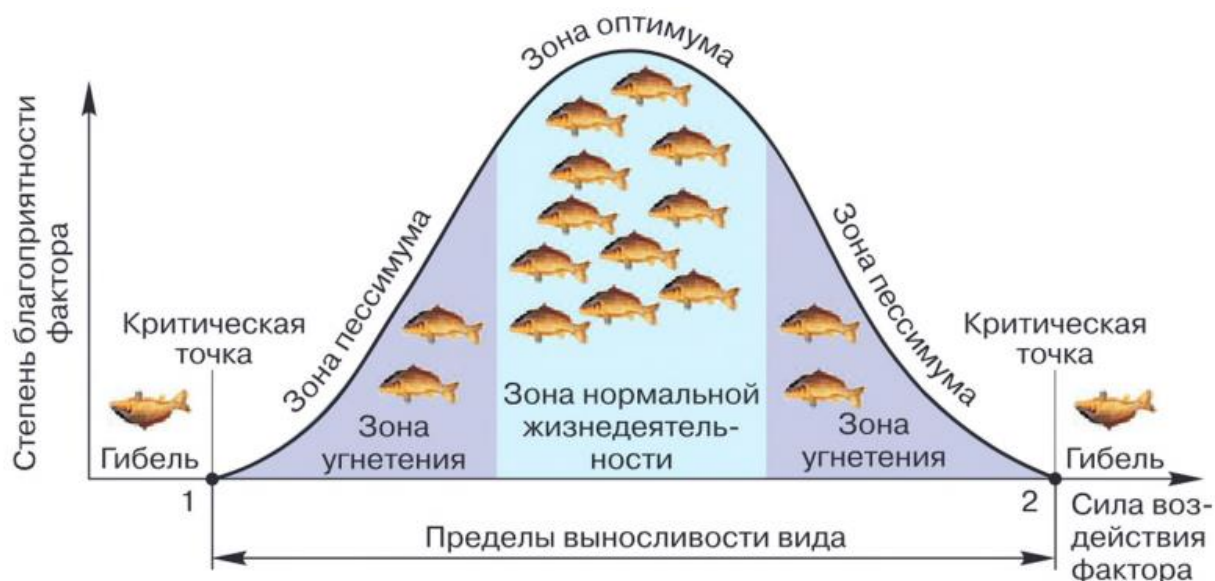 Зона оптимума
Степень благоприятности
фактора
Зона пессимума
Зона пессимума
Критическая
точка
Критическая
точка
Гибель
Зона
угнетения
Зона нормальной
жизнедеятель-
ности
Зона
угнетения
Гибель
1
2
Сила воз-
действия
фактора
Пределы выносливости вида